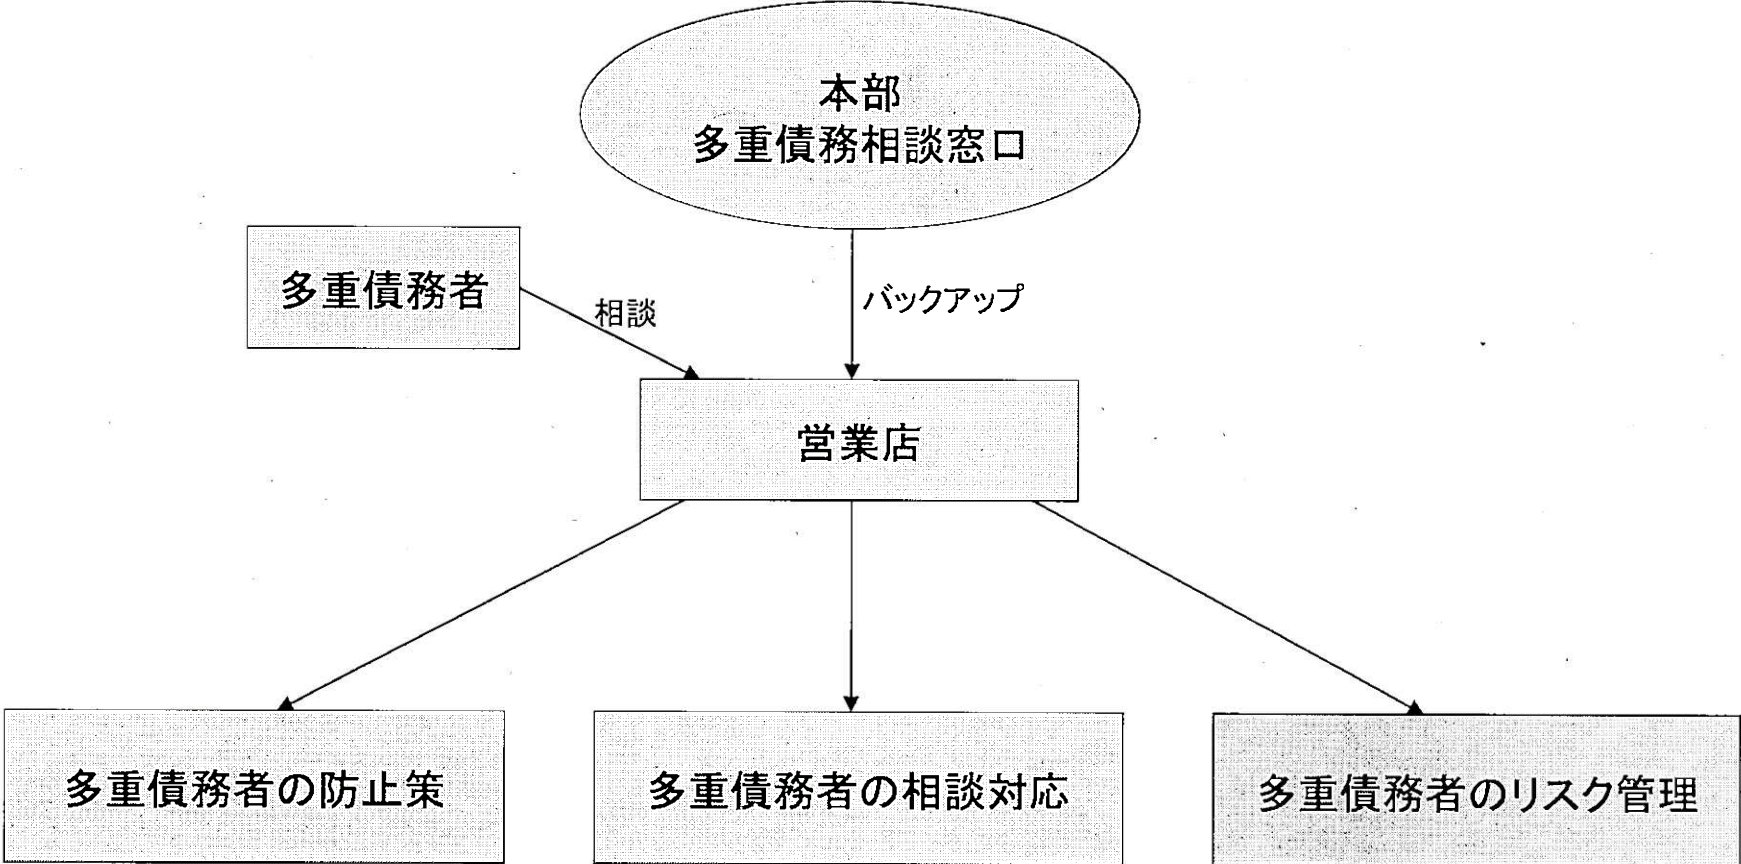 本部
多重債務相談窓口
多重債務者
相談
バックアップ
営業店
多重債務者の防止策
多重債務者の相談対応
多重債務者のリスク管理